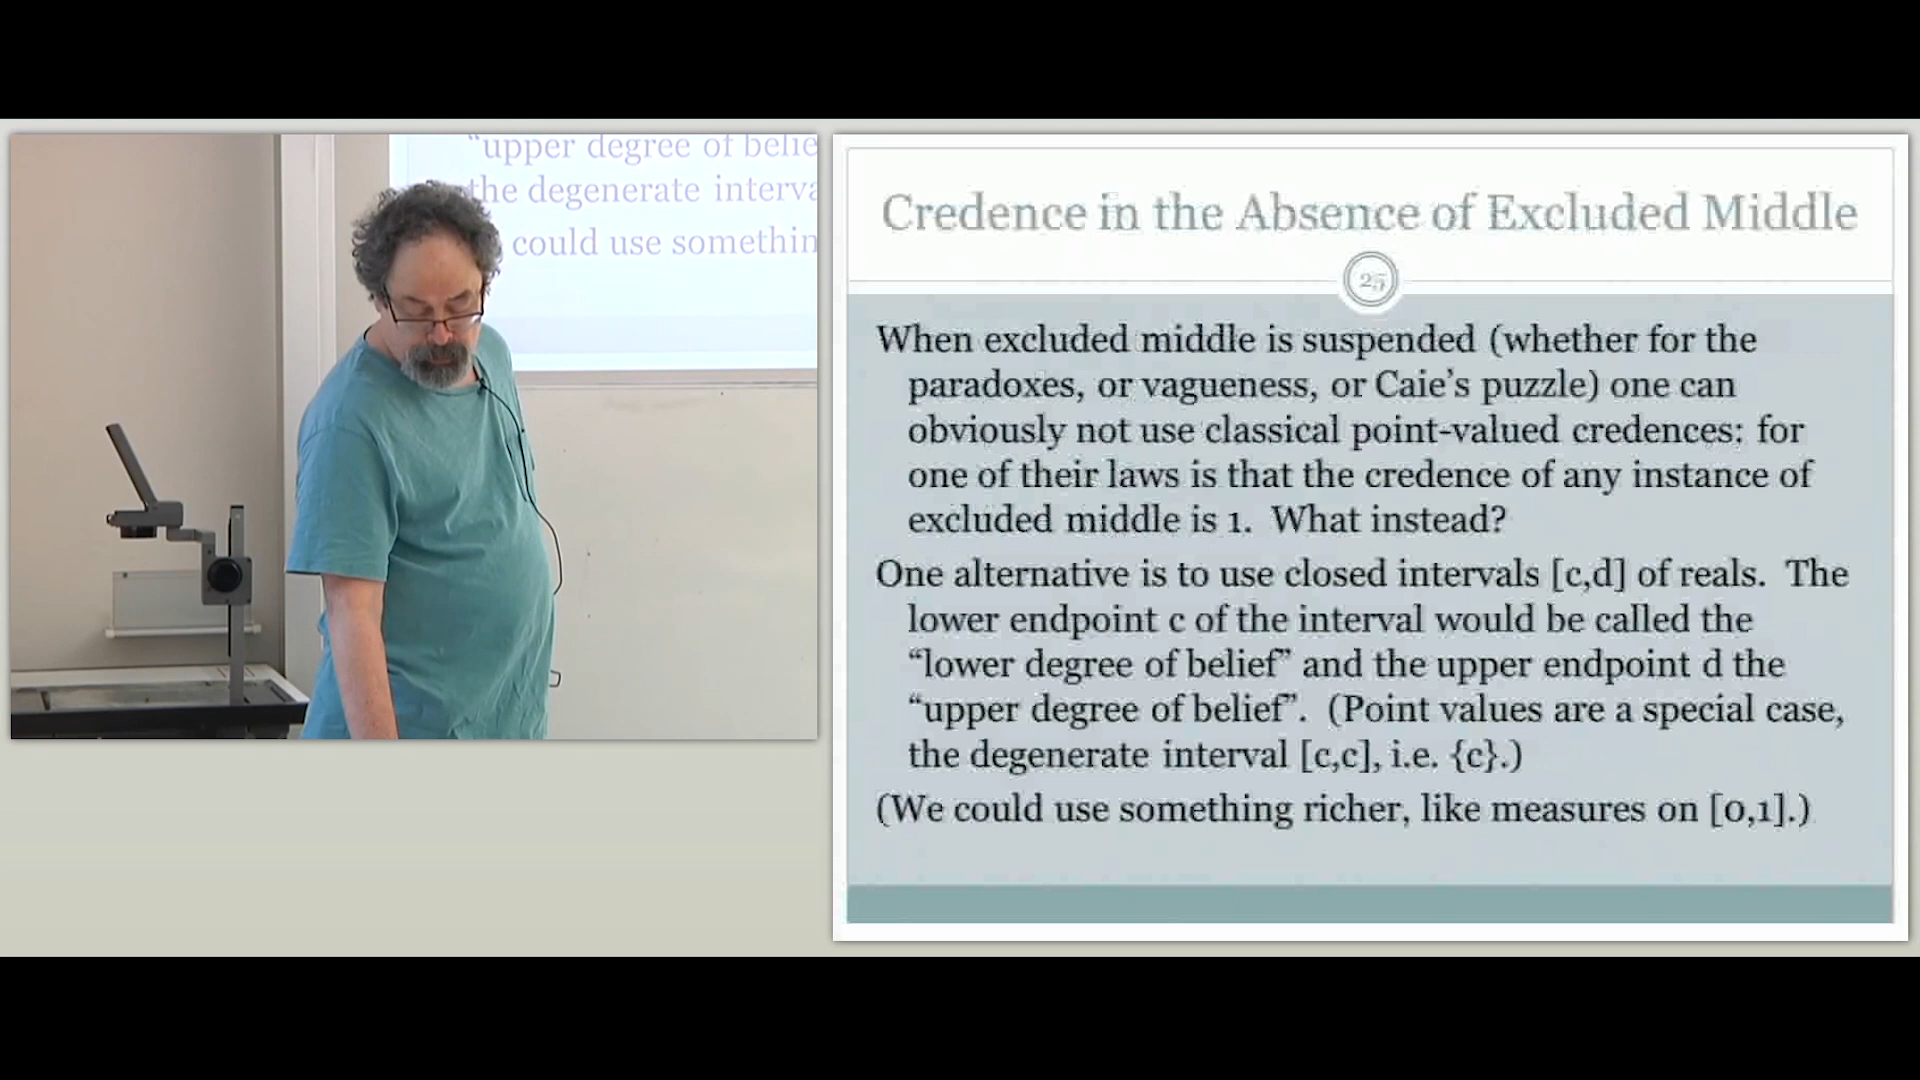 "upper degree of belie
the degenerate interva
could use somethin
Credence in the Absence of Excluded Middle
25
When excluded middle is suspended (whether for the
paradoxes, or vagueness, or Caie's puzzle) one can
obviously not use classical point-valued credences: for
one of their laws is that the credence of any instance of
excluded middle is 1. What instead?
One alternative is to use closed intervals [c,d] of reals. The
lower endpoint c of the interval would be called the
"lower degree of belief" and the upper endpoint d the
"upper degree of belief". (Point values are a special case,
the degenerate interval [c,c], i.e. {c}.)
(We could use something richer, like measures on [0,1].)